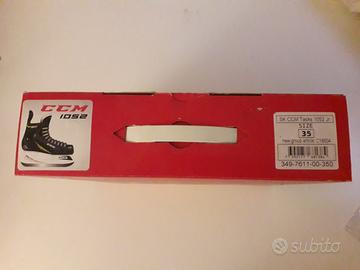 CCM
1052
SK CCM Tacks 1052 Jr.
SIZE
35
349-7611-00-350
subito